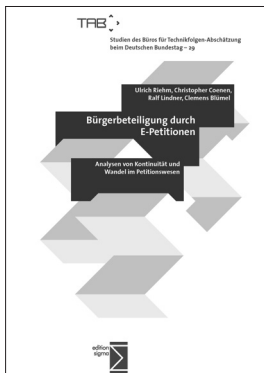 TAB
Studien des Büros für Technikfolgen-Abschätzung
beim Deutschen Bundestag – 29
Ulrich Riehm, Christopher Coenen,
Ralf Lindner, Clemens Blümel
Bürgerbeteiligung durch
E-Petitionen
Analysen von Kontinuität und
Wandel im Petitionswesen
edition
sigma